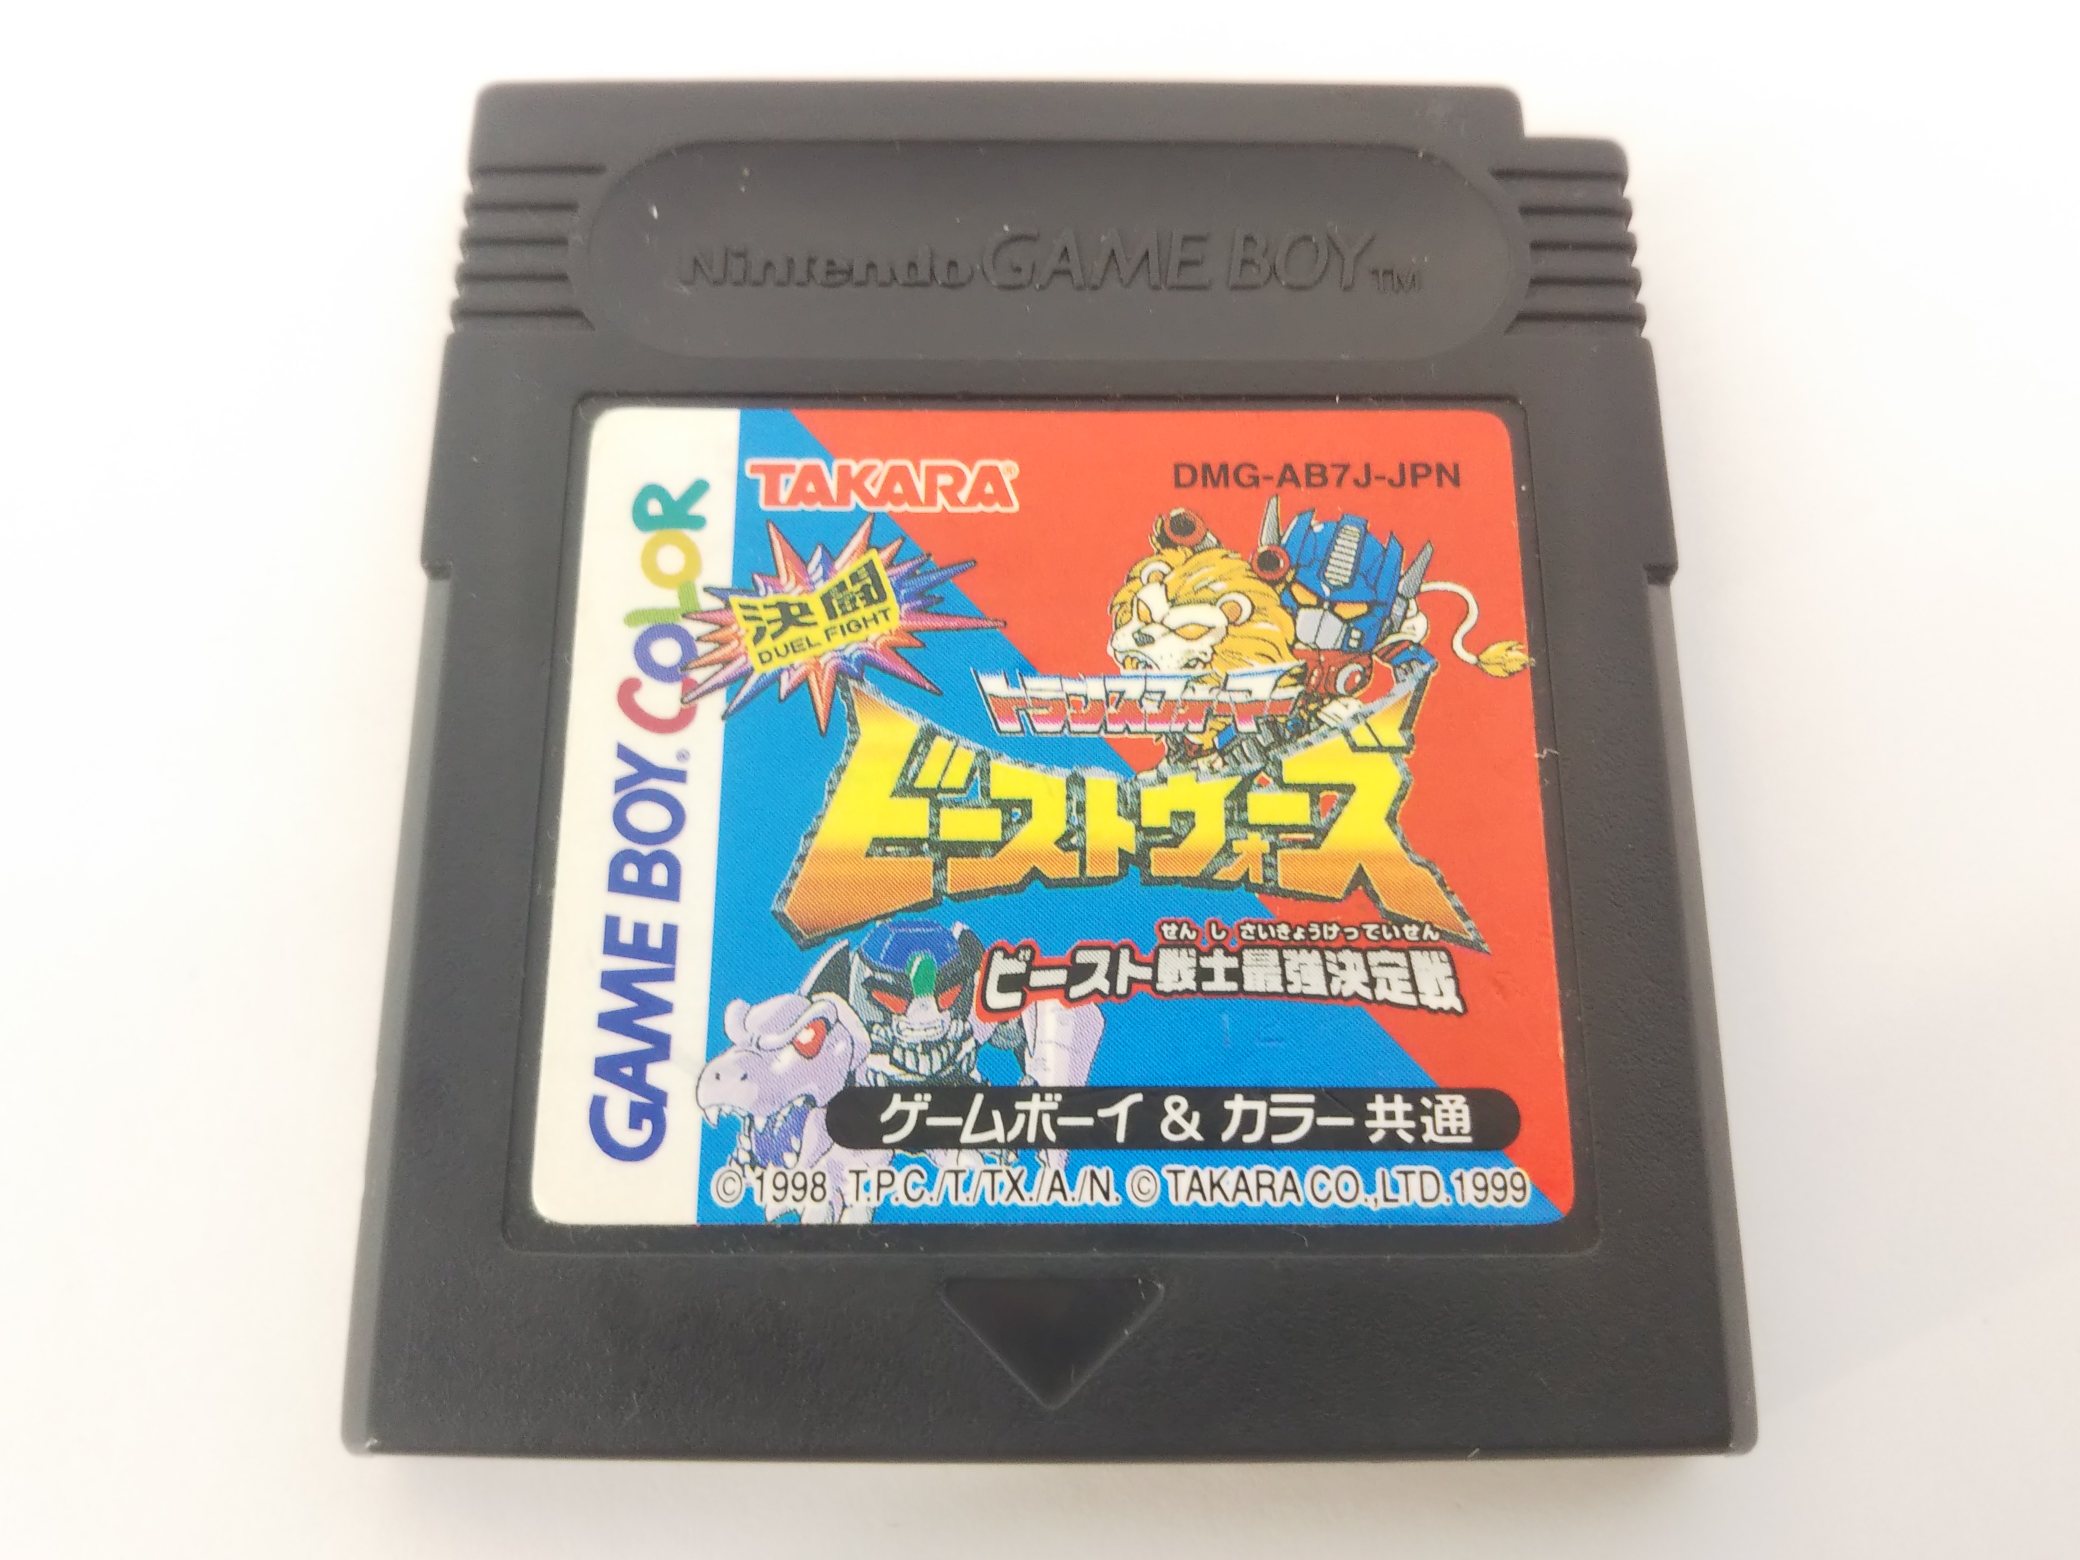 Nintendo GAME BOY TM
GAME BOY COLOR
TAKARA
DMG-AB7J-JPN
決闘
DUEL FIGHT
トランスフォーマー
ビーストウォーズ
せんしさいきょうけっていせん
ビースト戦士最強決定戦
12
ゲームボーイ & カラー共通
© 1998 T.P.C./T./TX./A./N. © TAKARA CO.,LTD. 1999